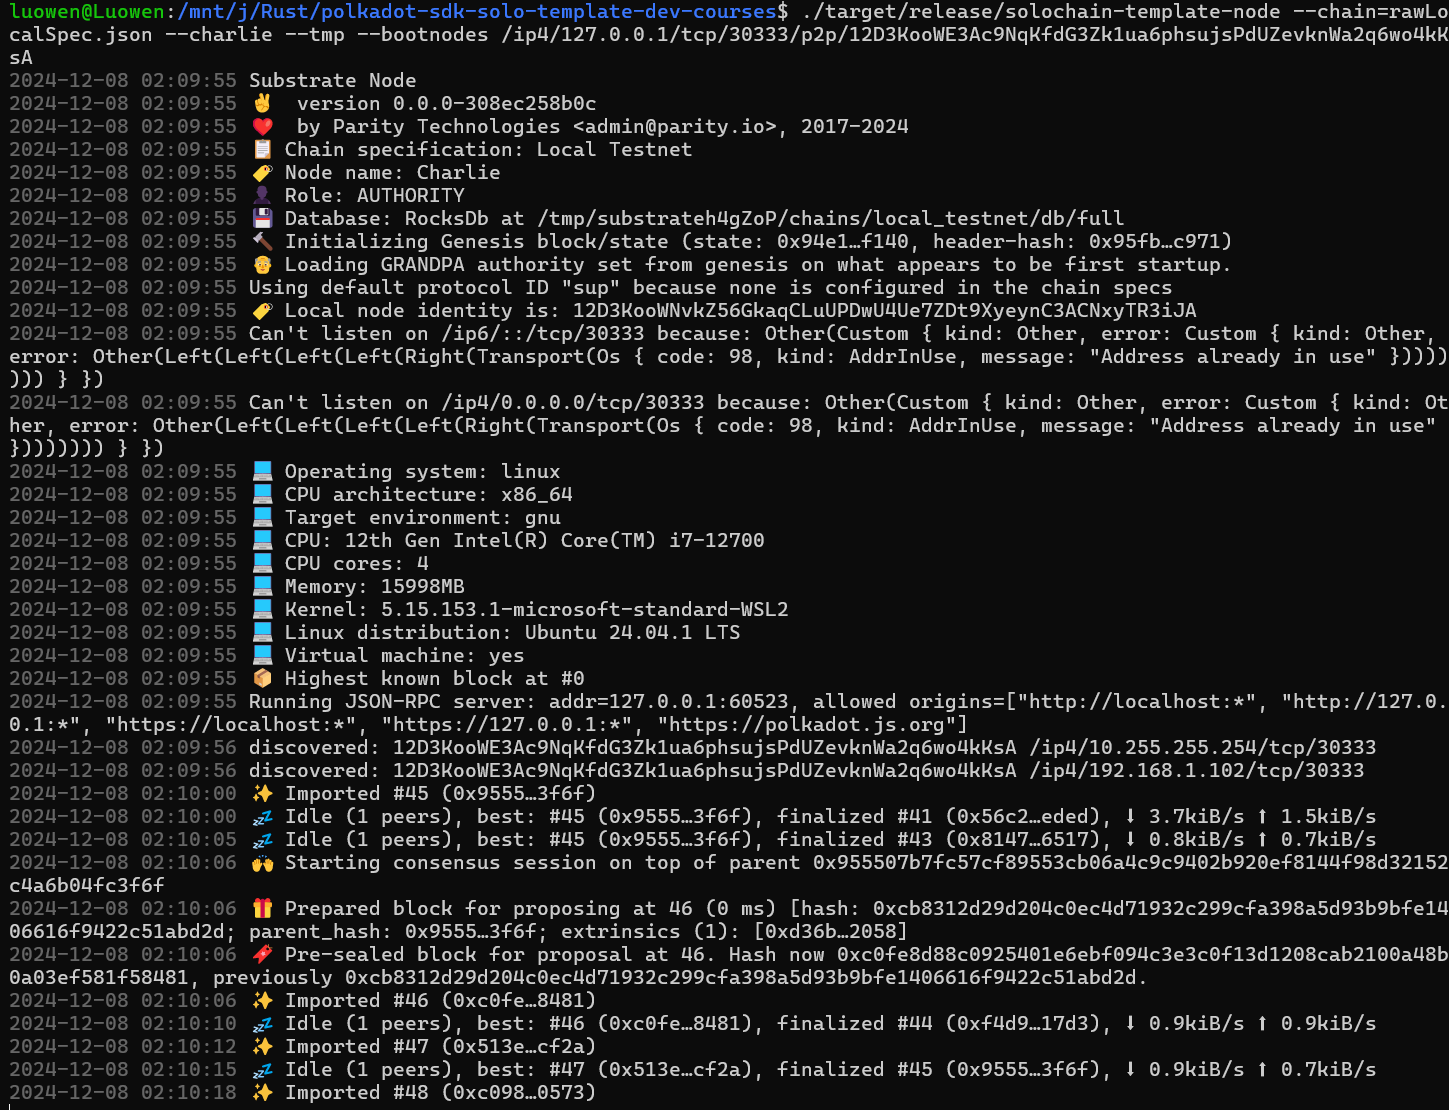 luowen@Luowen:/mnt/j/Rust/polkadot-sdk-solo-template-dev-courses$ ./target/release/solochain-template-node --chain=rawLo
calSpec.json --charlie --tmp --bootnodes /ip4/127.0.0.1/tcp/30333/p2p/12D3KooWE3Ac9NqKfdG3Zk1ua6phsujsPdUZevknWa2q6wo4kK
sA
2024-12-08 02:09:55 Substrate Node
2024-12-08 02:09:55 ✌️  version 0.0.0-308ec258b0c
2024-12-08 02:09:55 ❤️  by Parity Technologies <admin@parity.io>, 2017-2024
2024-12-08 02:09:55 📋 Chain specification: Local Testnet
2024-12-08 02:09:55 🏷 Node name: Charlie
2024-12-08 02:09:55 👤 Role: AUTHORITY
2024-12-08 02:09:55 💾 Database: RocksDb at /tmp/substrateh4gZoP/chains/local_testnet/db/full
2024-12-08 02:09:55 🔨 Initializing Genesis block/state (state: 0x94e1…f140, header-hash: 0x95fb…c971)
2024-12-08 02:09:55 👴 Loading GRANDPA authority set from genesis on what appears to be first startup.
2024-12-08 02:09:55 Using default protocol ID "sup" because none is configured in the chain specs
2024-12-08 02:09:55 🏷 Local node identity is: 12D3KooWNvkZ56GkaqCLuUPDwU4Ue7ZDt9XyeynC3ACNxyTR3iJA
2024-12-08 02:09:55 Can't listen on /ip6/::/tcp/30333 because: Other(Custom { kind: Other, error: Custom { kind: Other,
error: Other(Left(Left(Left(Left(Right(Transport(Os { code: 98, kind: AddrInUse, message: "Address already in use" })))))
))) } })
2024-12-08 02:09:55 Can't listen on /ip4/0.0.0.0/tcp/30333 because: Other(Custom { kind: Other, error: Custom { kind: Ot
her, error: Other(Left(Left(Left(Left(Right(Transport(Os { code: 98, kind: AddrInUse, message: "Address already in use"
})))))))) } })
2024-12-08 02:09:55 💻 Operating system: linux
2024-12-08 02:09:55 💻 CPU architecture: x86_64
2024-12-08 02:09:55 💻 Target environment: gnu
2024-12-08 02:09:55 💻 CPU: 12th Gen Intel(R) Core(TM) i7-12700
2024-12-08 02:09:55 💻 CPU cores: 4
2024-12-08 02:09:55 💻 Memory: 15998MB
2024-12-08 02:09:55 💻 Kernel: 5.15.153.1-microsoft-standard-WSL2
2024-12-08 02:09:55 💻 Linux distribution: Ubuntu 24.04.1 LTS
2024-12-08 02:09:55 💻 Virtual machine: yes
2024-12-08 02:09:55 📦 Highest known block at #0
2024-12-08 02:09:55 Running JSON-RPC server: addr=127.0.0.1:60523, allowed origins=["http://localhost:*", "http://127.0.
0.1:*", "https://localhost:*", "https://127.0.0.1:*", "https://polkadot.js.org"]
2024-12-08 02:09:56 discovered: 12D3KooWE3Ac9NqKfdG3Zk1ua6phsujsPdUZevknWa2q6wo4kKsA /ip4/10.255.255.254/tcp/30333
2024-12-08 02:09:56 discovered: 12D3KooWE3Ac9NqKfdG3Zk1ua6phsujsPdUZevknWa2q6wo4kKsA /ip4/192.168.1.102/tcp/30333
2024-12-08 02:10:00 ✨ Imported #45 (0x9555…3f6f)
2024-12-08 02:10:00 💤 Idle (1 peers), best: #45 (0x9555…3f6f), finalized #41 (0x56c2…eded), ⬇ 3.7kiB/s ⬆ 1.5kiB/s
2024-12-08 02:10:05 💤 Idle (1 peers), best: #45 (0x9555…3f6f), finalized #43 (0x8147…6517), ⬇ 0.8kiB/s ⬆ 0.7kiB/s
2024-12-08 02:10:06 🙌 Starting consensus session on top of parent 0x955507b7fc57cf89553cb06a4c9c9402b920ef8144f98d32152
c4a6b04fc3f6f
2024-12-08 02:10:06 🎁 Prepared block for proposing at 46 (0 ms) [hash: 0xcb8312d29d204c0ec4d71932c299cfa398a5d93b9bfe14
06616f9422c51abd2d; parent_hash: 0x9555…3f6f; extrinsics (1): [0xd36b…2058]
2024-12-08 02:10:06 🔖 Pre-sealed block for proposal at 46. Hash now 0xc0fe8d88c0925401e6ebf094c3e3c0f13d1208cab2100a48b
0a03ef581f58481, previously 0xcb8312d29d204c0ec4d71932c299cfa398a5d93b9bfe1406616f9422c51abd2d.
2024-12-08 02:10:06 ✨ Imported #46 (0xc0fe…8481)
2024-12-08 02:10:10 💤 Idle (1 peers), best: #46 (0xc0fe…8481), finalized #44 (0xf4d9…17d3), ⬇ 0.9kiB/s ⬆ 0.9kiB/s
2024-12-08 02:10:12 ✨ Imported #47 (0x513e…cf2a)
2024-12-08 02:10:15 💤 Idle (1 peers), best: #47 (0x513e…cf2a), finalized #45 (0x9555…3f6f), ⬇ 0.9kiB/s ⬆ 0.7kiB/s
2024-12-08 02:10:18 ✨ Imported #48 (0xc098…0573)